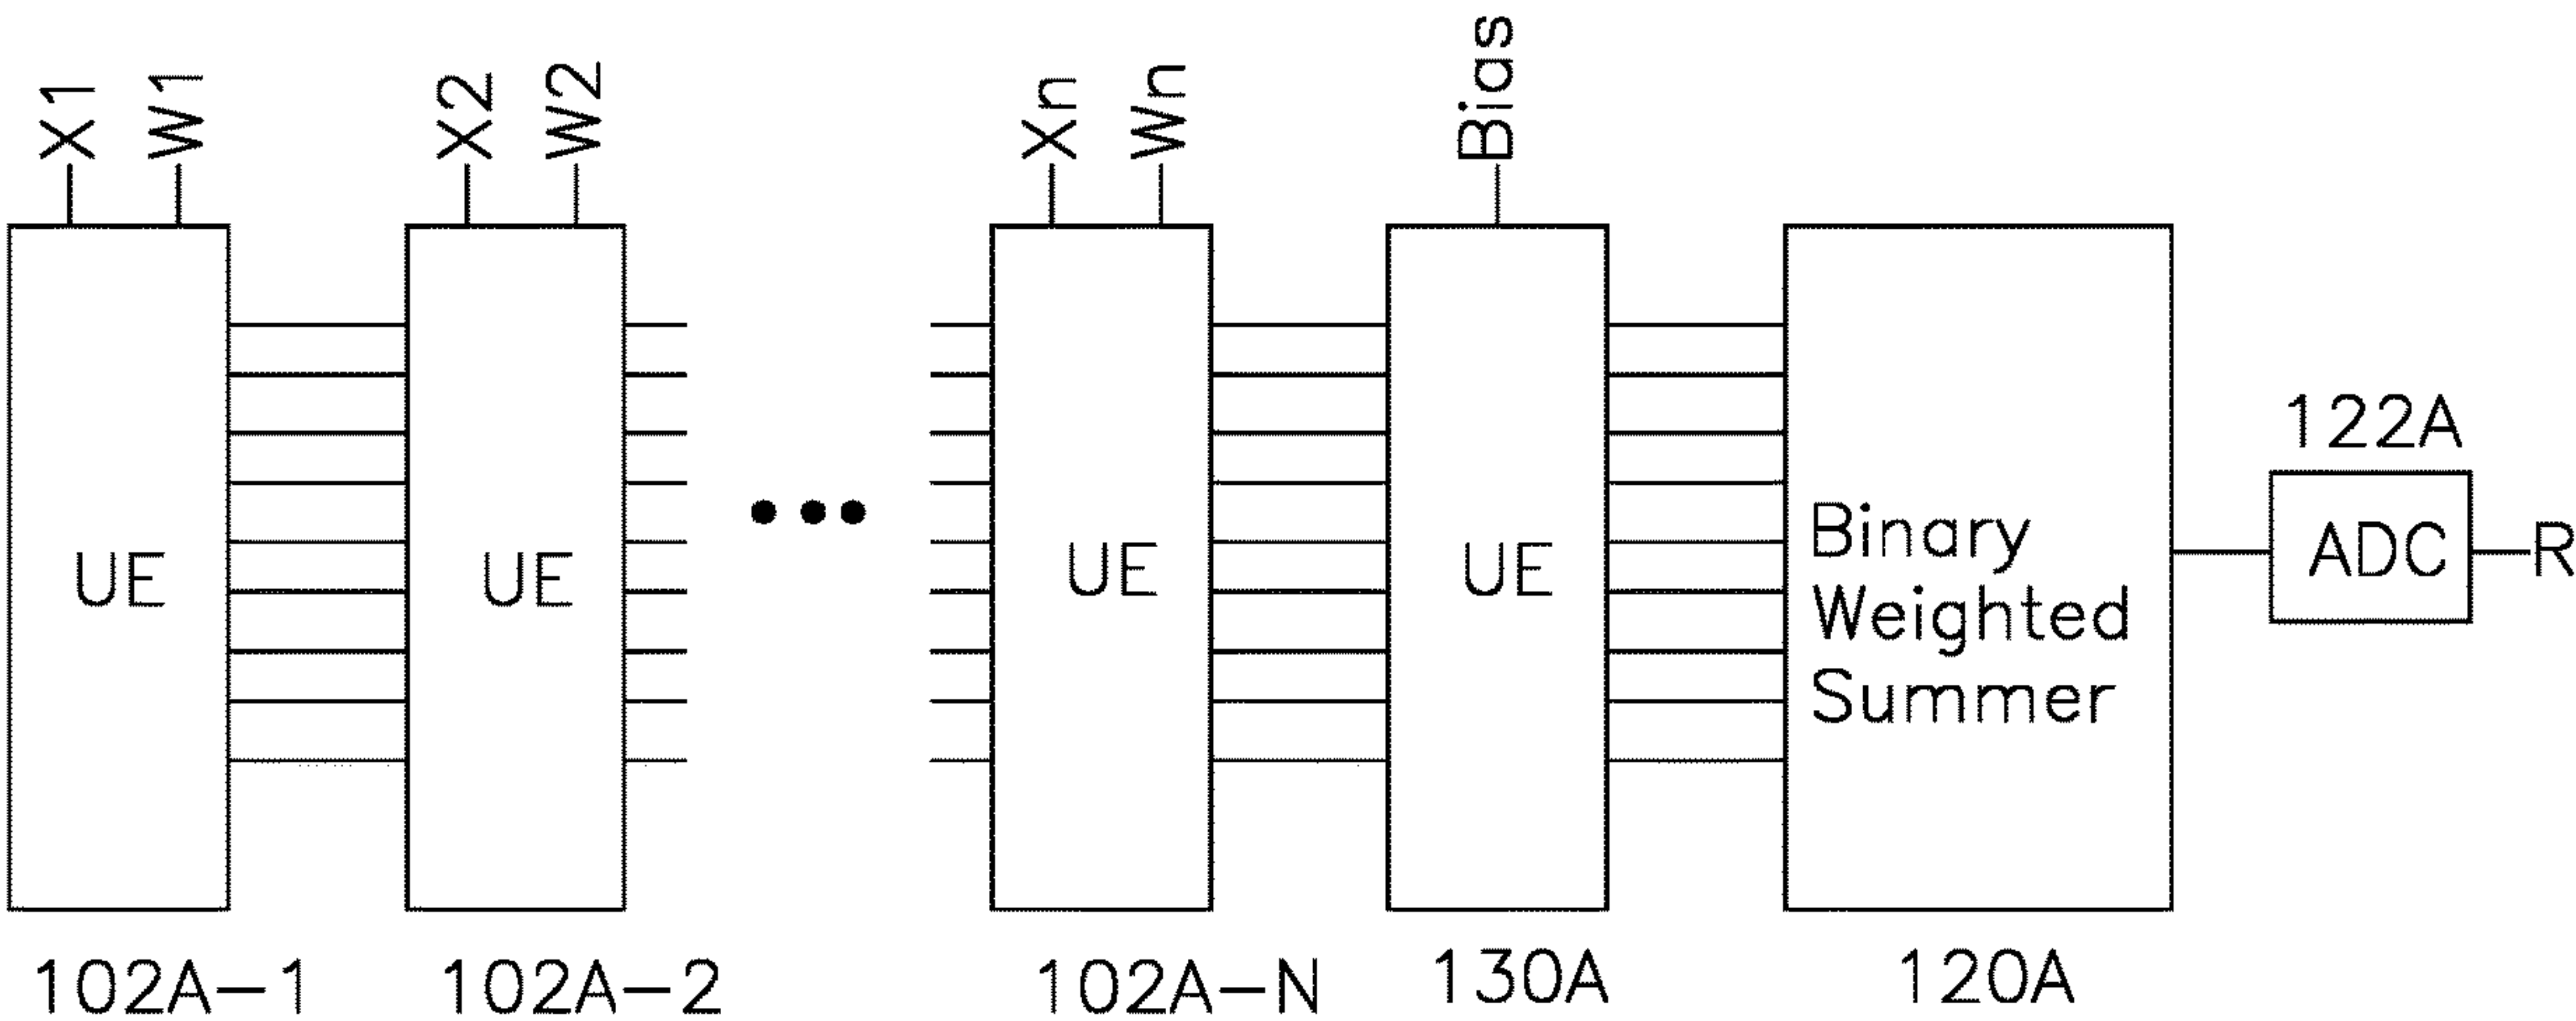 X1
W1
X2
W2
Xn
Wn
Bias
UE
UE
UE
UE
Binary
Weighted
Summer
122A
ADC
R
102A-1
102A-2
102A-N
130A
120A